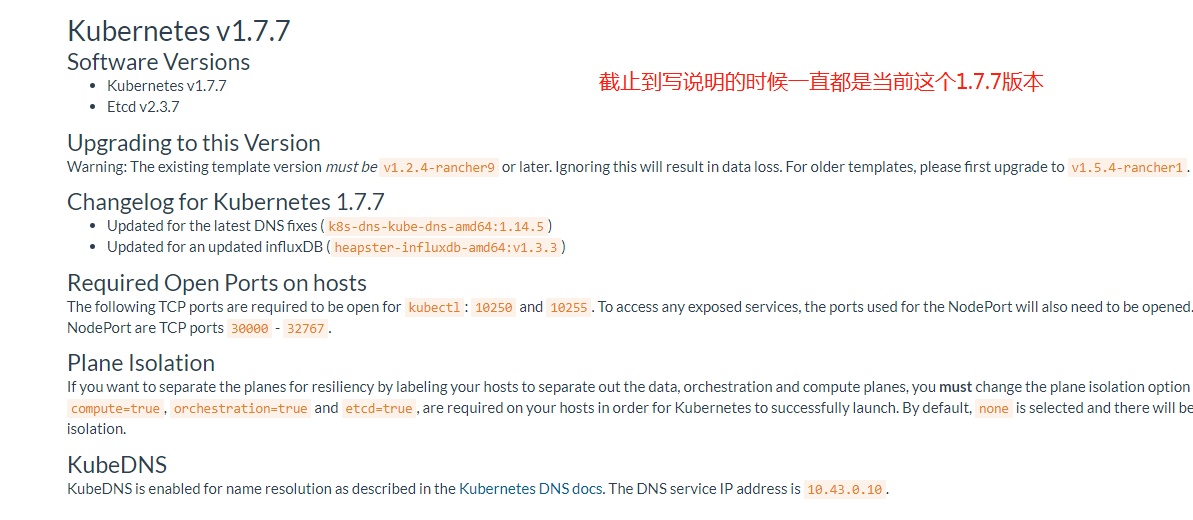 Kubernetes v1.7.7
Software Versions
• Kubernetes v1.7.7
截止到写说明的时候一直都是当前这个1.7.7版本
• Etcd v2.3.7
Upgrading to this Version
Warning: The existing template version must be v1.2.4-rancher9 or later. Ignoring this will result in data loss. For older templates, please first upgrade to v1.5.4-rancher1 .
Changelog for Kubernetes 1.7.7
• Updated for the latest DNS fixes ( k8s-dns-kube-dns-amd64:1.14.5 )
• Updated for an updated influxDB ( heapster-influxdb-amd64:v1.3.3 )
Required Open Ports on hosts
The following TCP ports are required to be open for kubectl : 10250 and 10255 . To access any exposed services, the ports used for the NodePort will also need to be opened.
NodePort are TCP ports 30000 - 32767 .
Plane Isolation
If you want to separate the planes for resiliency by labeling your hosts to separate out the data, orchestration and compute planes, you must change the plane isolation option
compute=true , orchestration=true and etcd=true , are required on your hosts in order for Kubernetes to successfully launch. By default, none is selected and there will be
isolation.
KubeDNS
KubeDNS is enabled for name resolution as described in the Kubernetes DNS docs. The DNS service IP address is 10.43.0.10 .